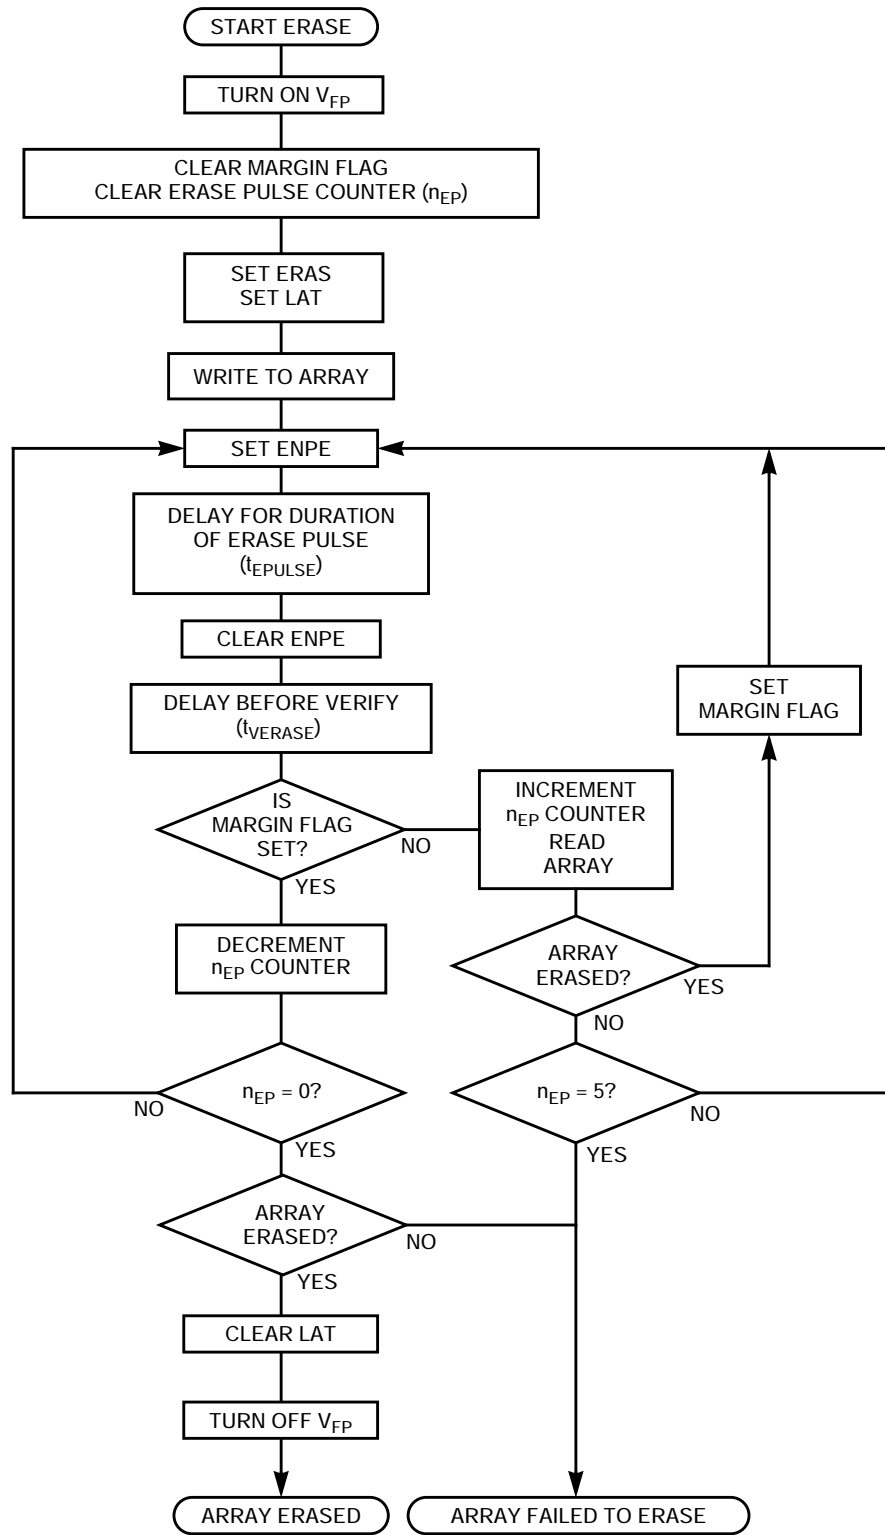 START ERASE
TURN ON VFP
CLEAR MARGIN FLAG
CLEAR ERASE PULSE COUNTER (nEP)
SET ERAS
SET LAT
WRITE TO ARRAY
SET ENPE
DELAY FOR DURATION
OF ERASE PULSE
(tEPULSE)
CLEAR ENPE
DELAY BEFORE VERIFY
(tVERASE)
SET
MARGIN FLAG
IS
MARGIN FLAG
SET?
NO
YES
INCREMENT
nEP COUNTER
READ
ARRAY
DECREMENT
nEP COUNTER
ARRAY
ERASED?
YES
NO
nEP = 0?
NO
YES
nEP = 5?
NO
YES
ARRAY
ERASED?
NO
YES
CLEAR LAT
TURN OFF VFP
ARRAY ERASED
ARRAY FAILED TO ERASE